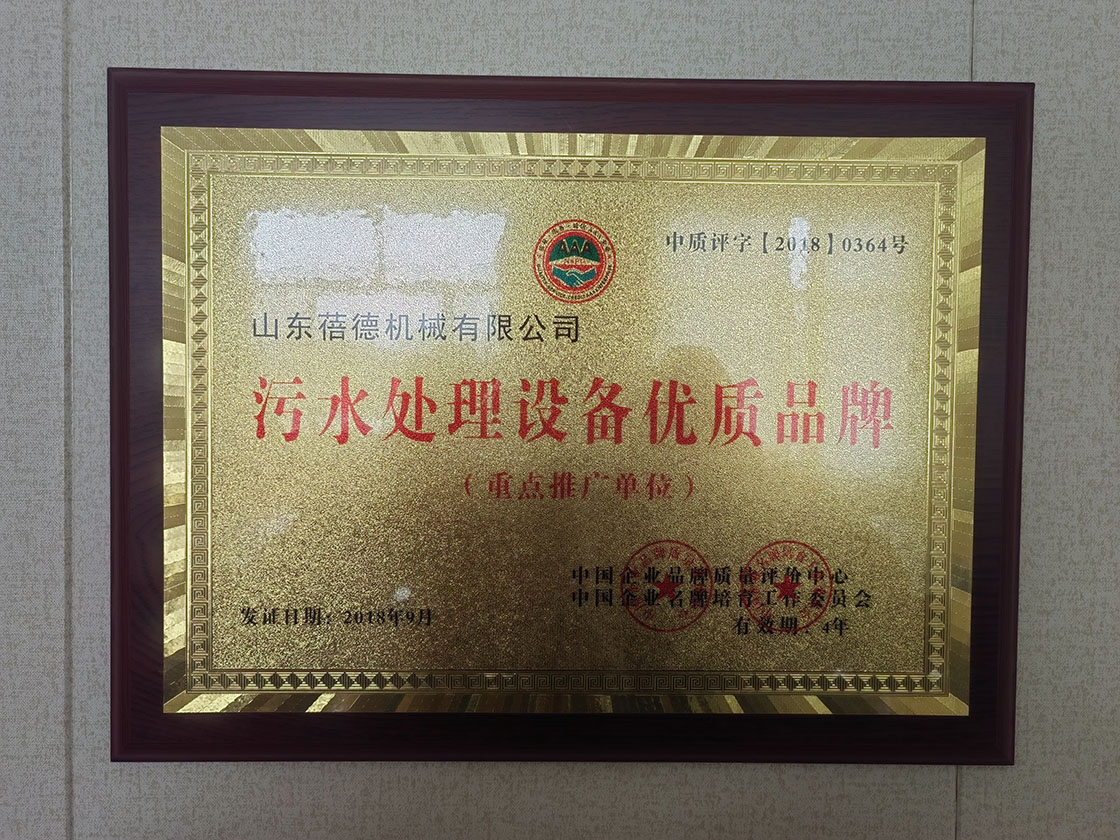 中质评字【2018】0364号
AAA
山东蓓德机械有限公司
污水处理设备优质品牌
（重点推广单位）
中国企业品牌质量评价中心
中国企业名牌培育工作委员会
发证日期：2018年9月
有效期：4年